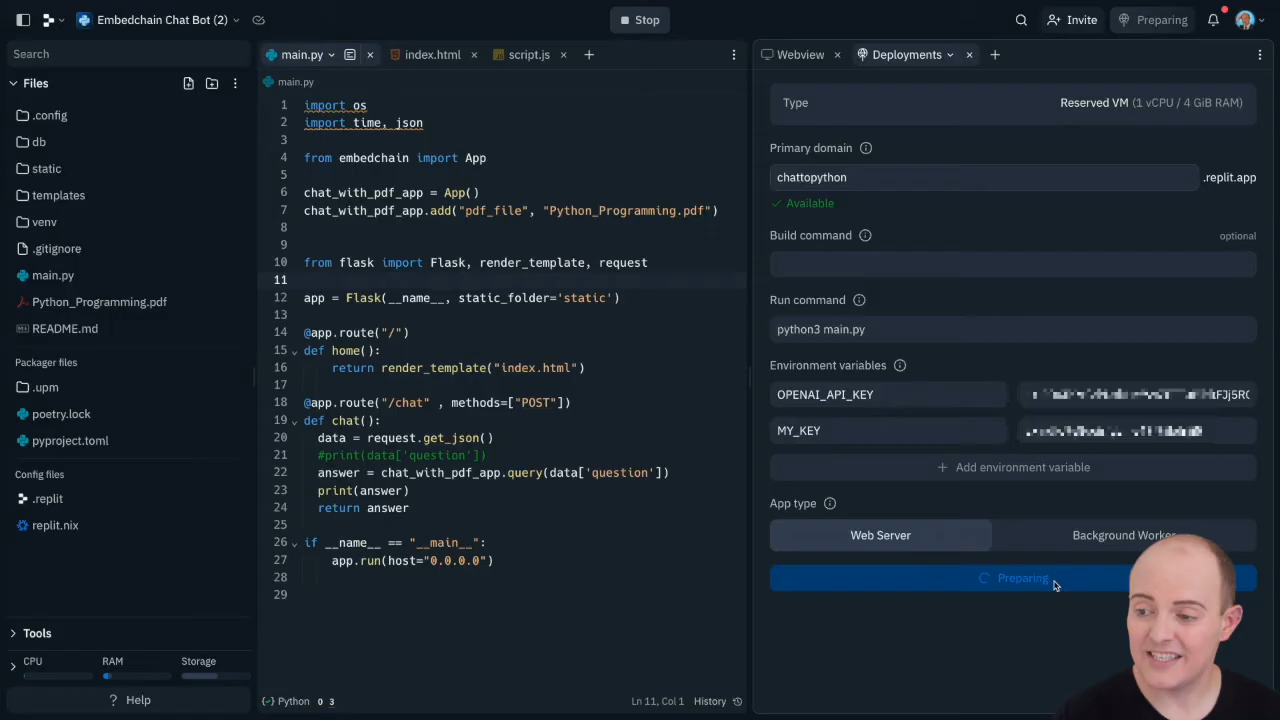 Embedchain Chat Bot (2)
Stop
Invite
Preparing
Search
Files
.config
db
static
templates
venv
.gitignore
main.py
Python_Programming.pdf
README.md
Packager files
.upm
poetry.lock
pyproject.toml
Config files
.replit
replit.nix
Tools
CPU
RAM
Storage
? Help
main.py
index.html
script.js
main.py
1 import os
2 import time, json
3
4 from embedchain import App
5
6 chat_with_pdf_app = App()
7 chat_with_pdf_app.add("pdf_file", "Python_Programming.pdf")
8
9
10 from flask import Flask, render_template, request
11
12 app = Flask(__name__, static_folder='static')
13
14 @app.route("/")
15 def home():
16 return render_template("index.html")
17
18 @app.route("/chat" , methods=["POST"])
19 def chat():
20 data = request.get_json()
21 #print(data['question'])
22 answer = chat_with_pdf_app.query(data['question'])
23 print(answer)
24 return answer
25
26 if __name__ == "__main__":
27 app.run(host="0.0.0.0")
28
29
Python 0 3
Ln 11, Col 1 History
Webview
Deployments
Type
Reserved VM (1 vCPU / 4 GiB RAM)
Primary domain
chattopython
.replit.app
Available
Build command
optional
Run command
python3 main.py
Environment variables
OPENAI_API_KEY
MY_KEY
Add environment variable
App type
Web Server
Background Worker
Preparing